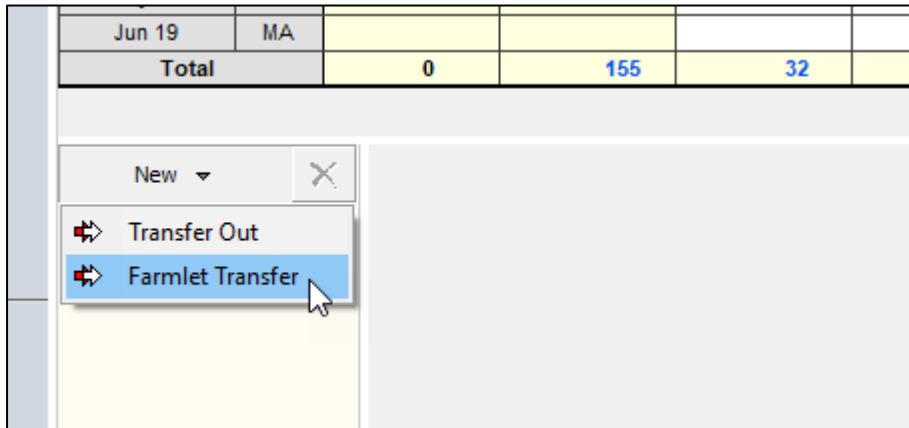 Jun 19 MA
Total 0 155 32
New
Transfer Out
Farmlet Transfer